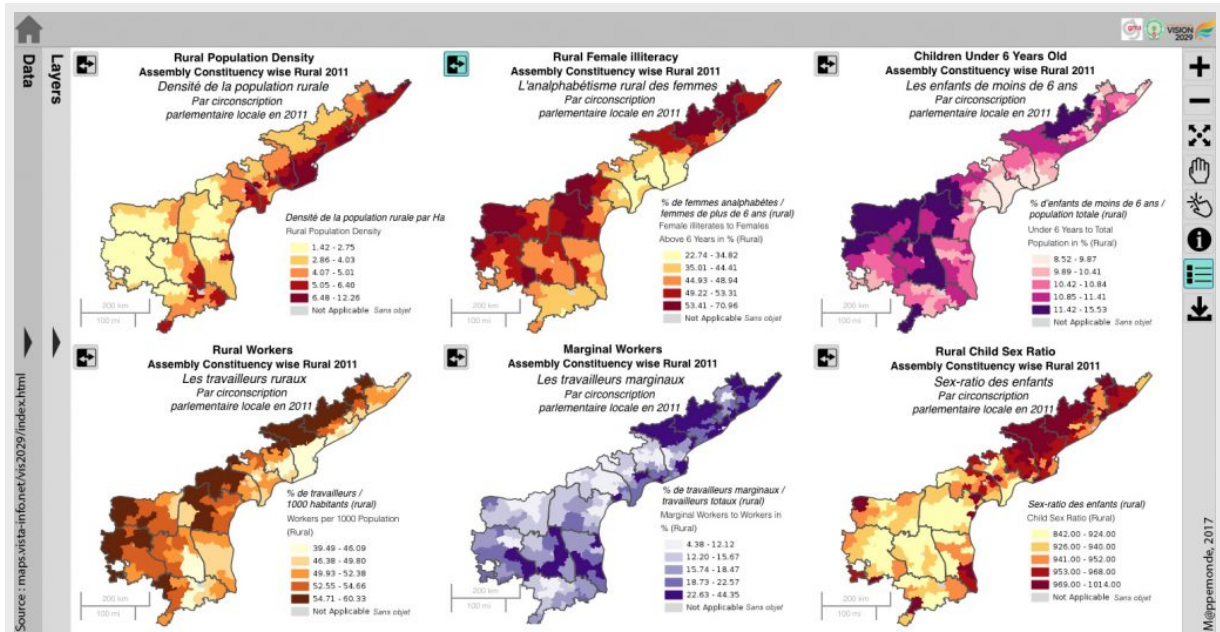 VISION
2029
Data
Layers
Source : maps.vista-info.net/vis2029/index.html
Rural Population Density
Assembly Constituency wise Rural 2011
Densité de la population rurale
Par circonscription
parlementaire locale en 2011
Densité de la population rurale par Ha
Rural Population Density
1.42 - 2.75
2.86 - 4.03
4.07 - 5.01
5.05 - 6.40
6.48 - 12.26
Not Applicable Sans objet
200 km
100 mi
Rural Female illiteracy
Assembly Constituency wise Rural 2011
L'analphabétisme rural des femmes
Par circonscription
parlementaire locale en 2011
% de femmes analphabètes /
femmes de plus de 6 ans (rural)
Female illiterates to Females
Above 6 Years in % (Rural)
22.74 - 34.82
35.01 - 44.41
44.93 - 48.94
49.22 - 53.31
53.41 - 70.96
Not Applicable Sans objet
200 km
100 mi
Children Under 6 Years Old
Assembly Constituency wise Rural 2011
Les enfants de moins de 6 ans
Par circonscription
parlementaire locale en 2011
% d'enfants de moins de 6 ans /
population totale (rural)
Under 6 Years to Total
Population in % (Rural)
8.52 - 9.87
9.89 - 10.41
10.42 - 10.84
10.85 - 11.41
11.42 - 15.53
Not Applicable Sans objet
200 km
100 mi
Rural Workers
Assembly Constituency wise Rural 2011
Les travailleurs ruraux
Par circonscription
parlementaire locale en 2011
% de travailleurs /
1000 habitants (rural)
Workers per 1000 Population
(Rural)
39.49 - 46.09
46.38 - 49.80
49.93 - 52.38
52.55 - 54.66
54.71 - 60.33
Not Applicable Sans objet
200 km
100 mi
Marginal Workers
Assembly Constituency wise Rural 2011
Les travailleurs marginaux
Par circonscription
parlementaire locale en 2011
% de travailleurs marginaux /
travailleurs totaux (rural)
Marginal Workers to Workers in
% (Rural)
4.38 - 12.12
12.20 - 15.67
15.74 - 18.47
18.73 - 22.57
22.63 - 44.35
Not Applicable Sans objet
200 km
100 mi
Rural Child Sex Ratio
Assembly Constituency wise Rural 2011
Sex-ratio des enfants
Par circonscription
parlementaire locale en 2011
Sex-ratio des enfants (rural)
Child Sex Ratio (Rural)
842.00 - 924.00
926.00 - 940.00
941.00 - 952.00
953.00 - 968.00
969.00 - 1014.00
Not Applicable Sans objet
200 km
100 mi
M@ppemonde, 2017